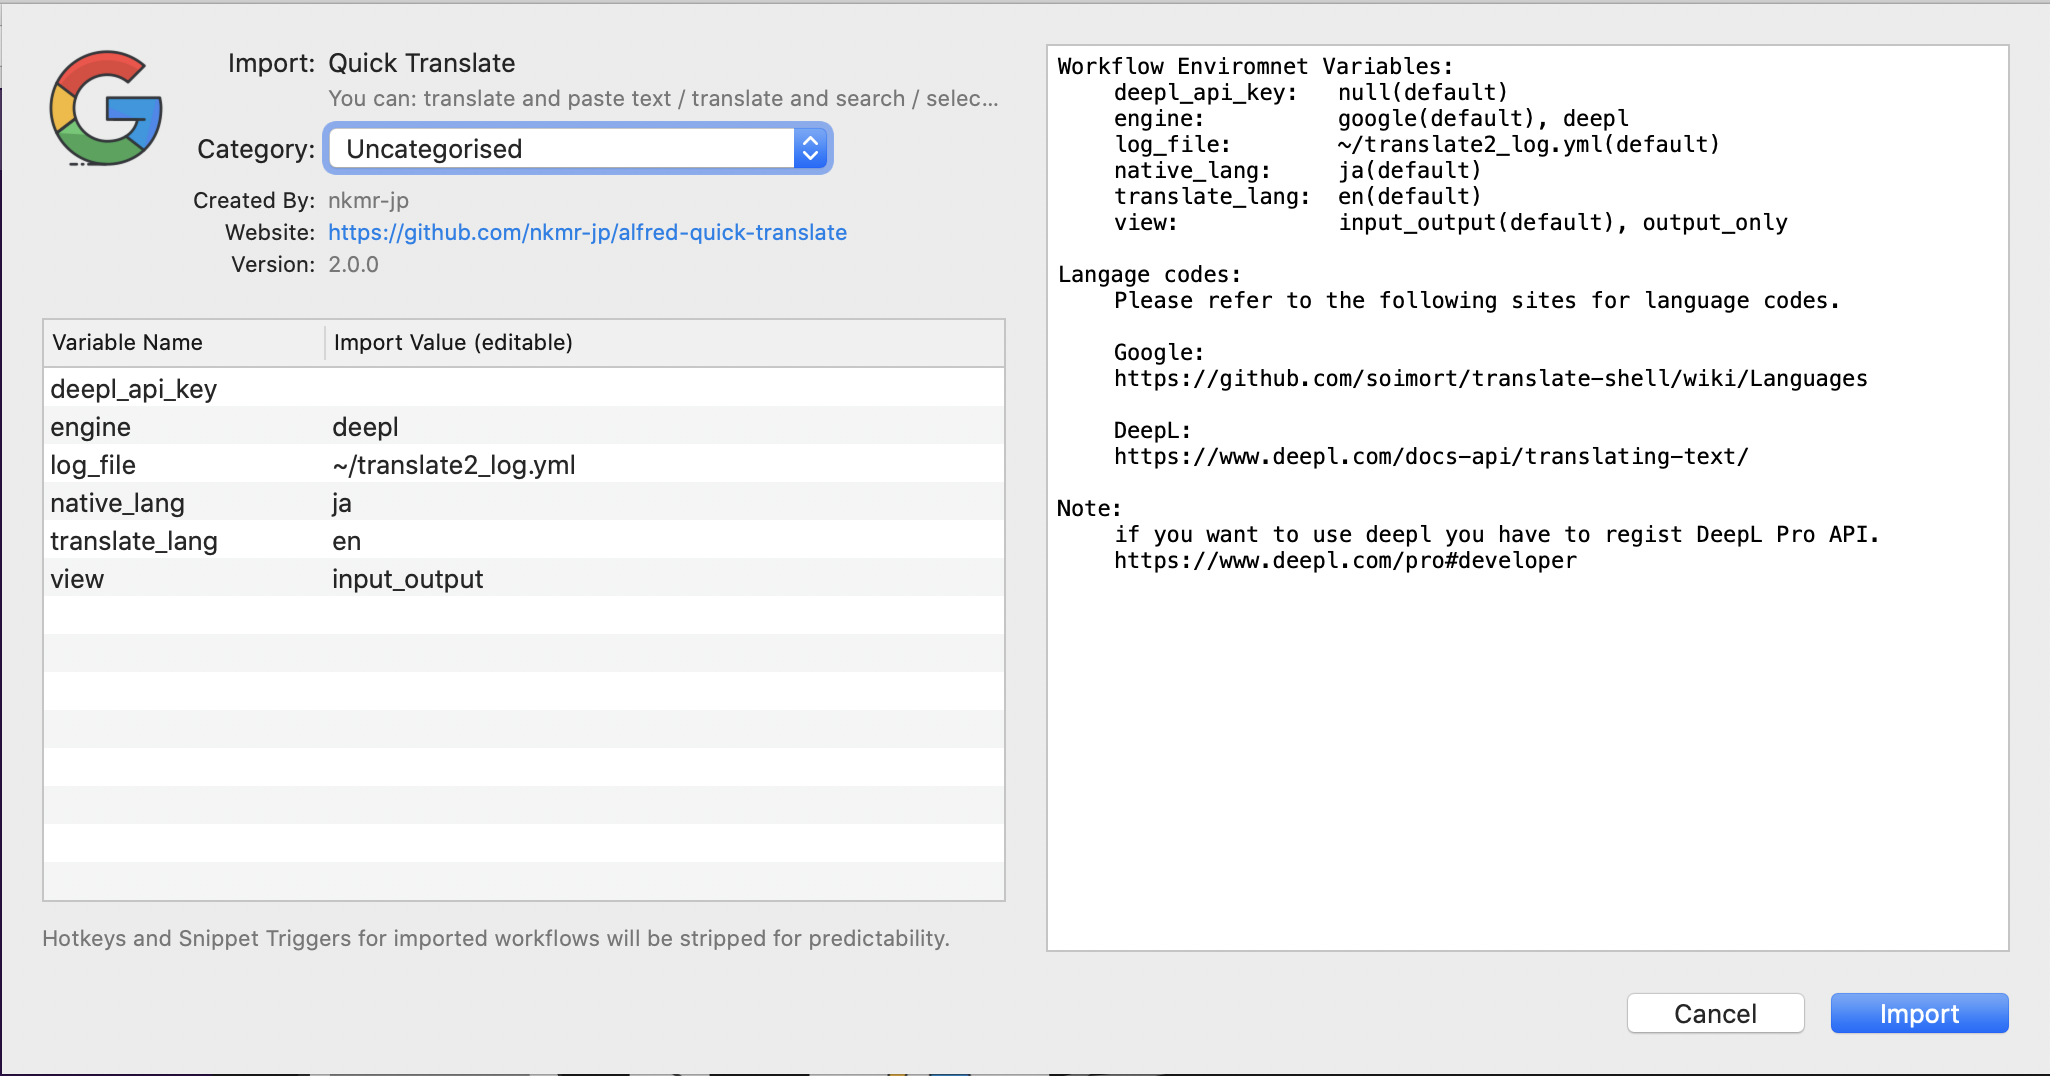 Import: Quick Translate
You can: translate and paste text / translate and search / selec...
Category: Uncategorised
Created By: nkmr-jp
Website: https://github.com/nkmr-jp/alfred-quick-translate
Version: 2.0.0
Variable Name Import Value (editable)
deepl_api_key
engine deepl
log_file ~/translate2_log.yml
native_lang ja
translate_lang en
view input_output
Hotkeys and Snippet Triggers for imported workflows will be stripped for predictability.
Workflow Enviromnet Variables:
deepl_api_key: null(default)
engine: google(default), deepl
log_file: ~/translate2_log.yml(default)
native_lang: ja(default)
translate_lang: en(default)
view: input_output(default), output_only
Langage codes:
Please refer to the following sites for language codes.
Google:
https://github.com/soimort/translate-shell/wiki/Languages
DeepL:
https://www.deepl.com/docs-api/translating-text/
Note:
if you want to use deepl you have to regist DeepL Pro API.
https://www.deepl.com/pro#developer
Cancel Import